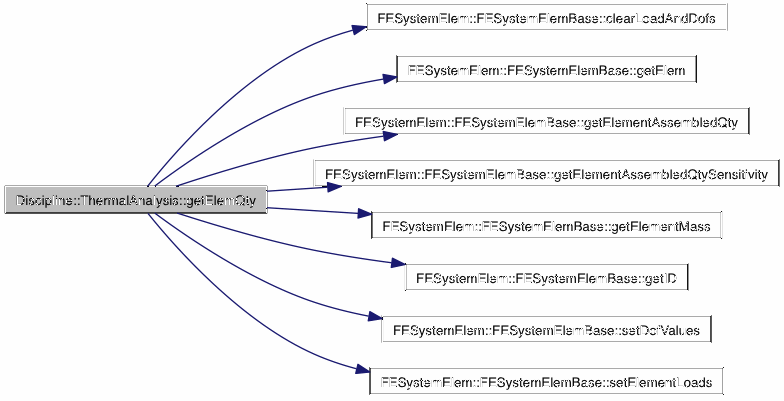 FESystemElem::FESystemElemBase::clearLoadAndDofs
FESystemElem::FESystemElemBase::getElem
FESystemElem::FESystemElemBase::getElementAssembledQty
FESystemElem::FESystemElemBase::getElementAssembledQtySensitivity
Discipline::ThermalAnalysis::getElemQty
FESystemElem::FESystemElemBase::getElementMass
FESystemElem::FESystemElemBase::getID
FESystemElem::FESystemElemBase::setDofValues
FESystemElem::FESystemElemBase::setElementLoads